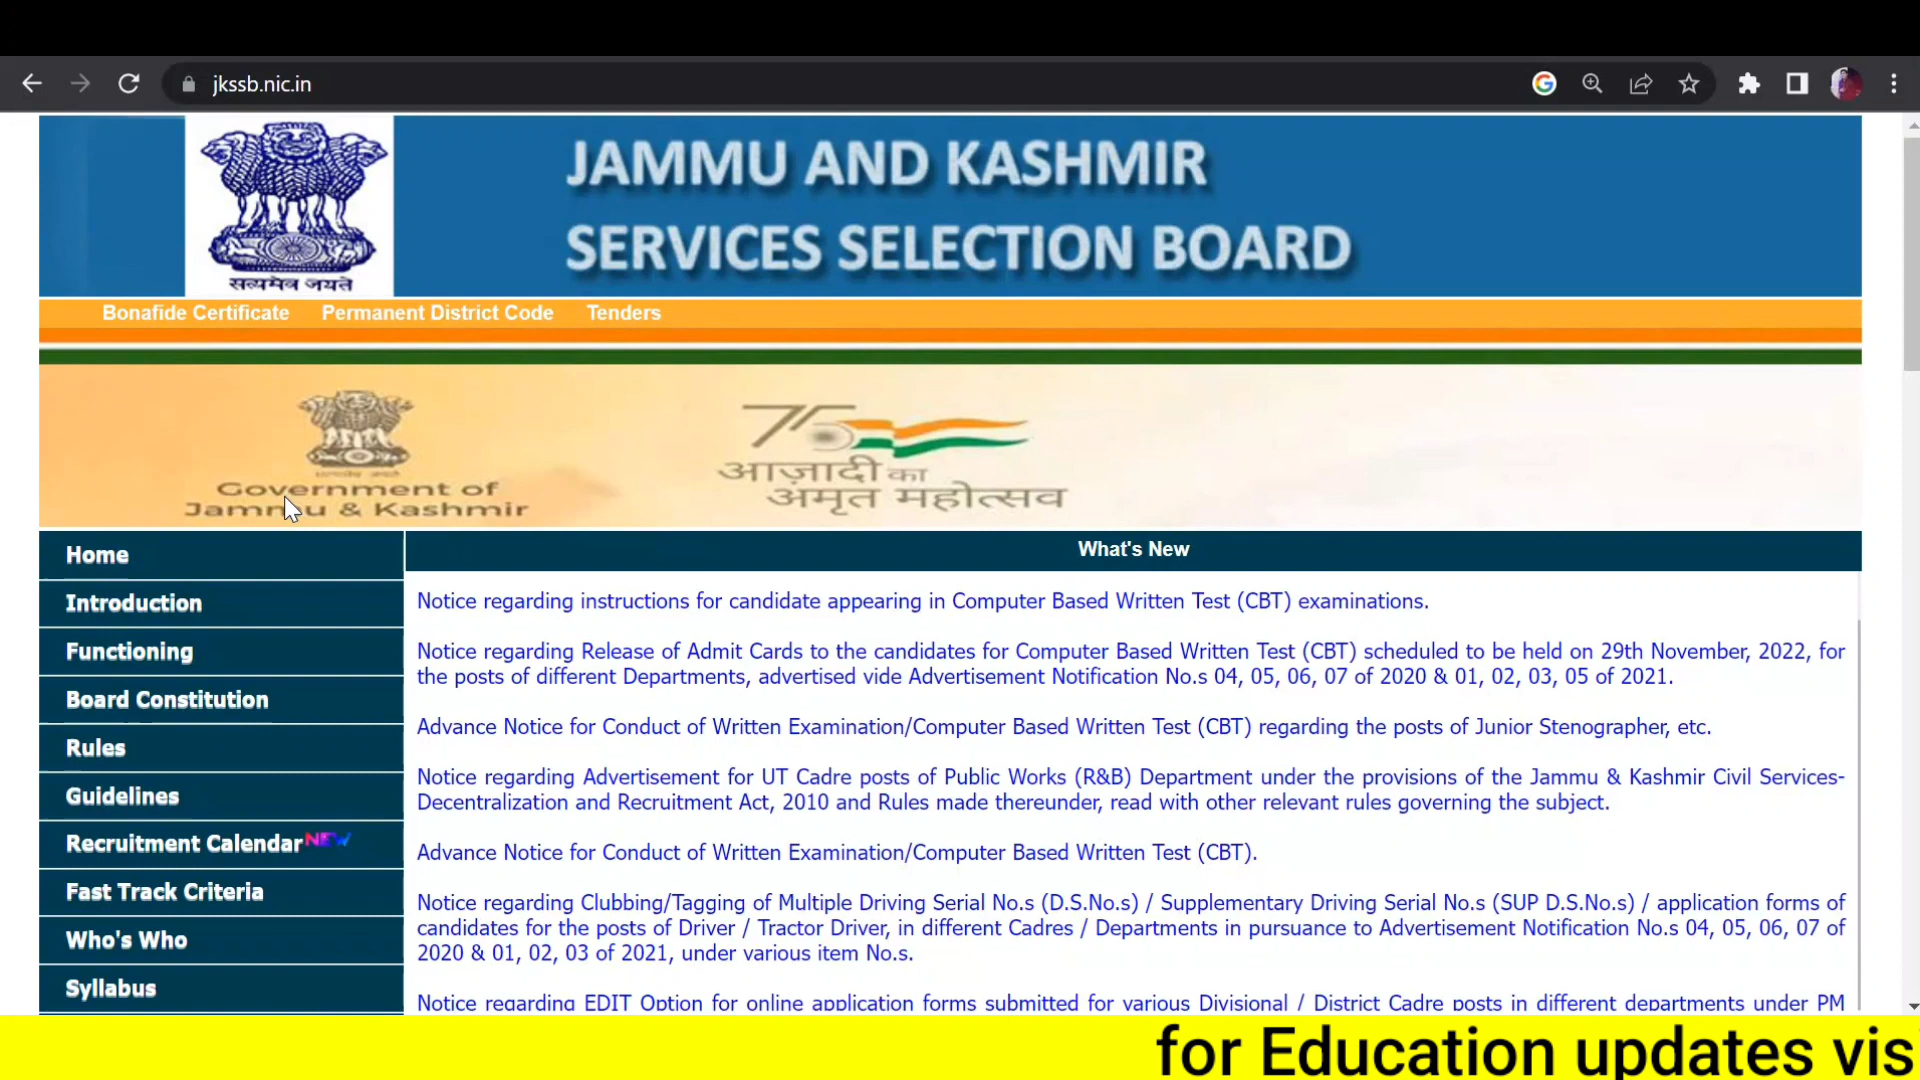 jkssb.nic.in
JAMMU AND KASHMIR
SERVICES SELECTION BOARD
सत्यमेव जयते
Bonafide Certificate Permanent District Code Tenders
Government of
Jammu & Kashmir
75
आज़ादी का
अमृत महोत्सव
Home
Introduction
Functioning
Board Constitution
Rules
Guidelines
Recruitment Calendar NEW
Fast Track Criteria
Who's Who
Syllabus
What's New
Notice regarding instructions for candidate appearing in Computer Based Written Test (CBT) examinations.
Notice regarding Release of Admit Cards to the candidates for Computer Based Written Test (CBT) scheduled to be held on 29th November, 2022, for
the posts of different Departments, advertised vide Advertisement Notification No.s 04, 05, 06, 07 of 2020 & 01, 02, 03, 05 of 2021.
Advance Notice for Conduct of Written Examination/Computer Based Written Test (CBT) regarding the posts of Junior Stenographer, etc.
Notice regarding Advertisement for UT Cadre posts of Public Works (R&B) Department under the provisions of the Jammu & Kashmir Civil Services-
Decentralization and Recruitment Act, 2010 and Rules made thereunder, read with other relevant rules governing the subject.
Advance Notice for Conduct of Written Examination/Computer Based Written Test (CBT).
Notice regarding Clubbing/Tagging of Multiple Driving Serial No.s (D.S.No.s) / Supplementary Driving Serial No.s (SUP D.S.No.s) / application forms of
candidates for the posts of Driver / Tractor Driver, in different Cadres / Departments in pursuance to Advertisement Notification No.s 04, 05, 06, 07 of
2020 & 01, 02, 03 of 2021, under various item No.s.
Notice regarding EDIT Option for online application forms submitted for various Divisional / District Cadre posts in different departments under PM
for Education updates vis